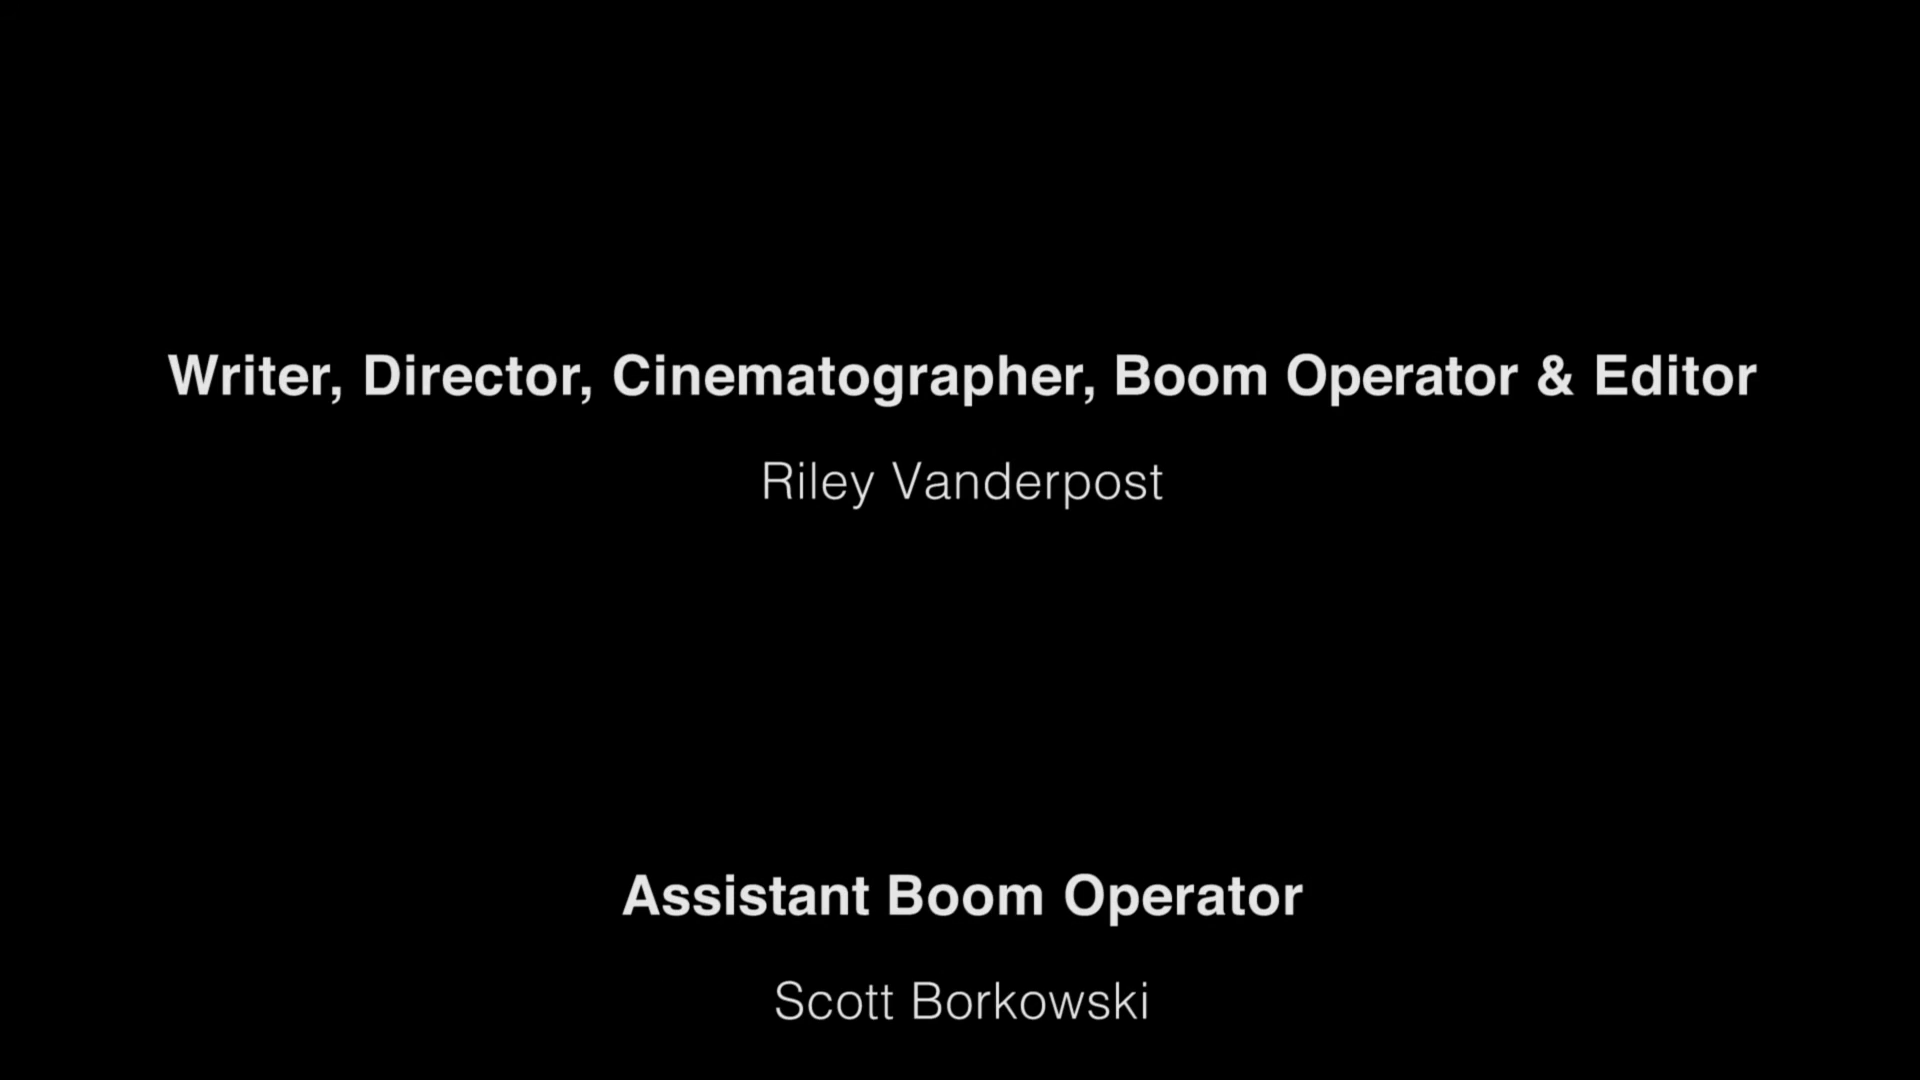 Writer, Director, Cinematographer, Boom Operator & Editor
Riley Vanderpost
Assistant Boom Operator
Scott Borkowski